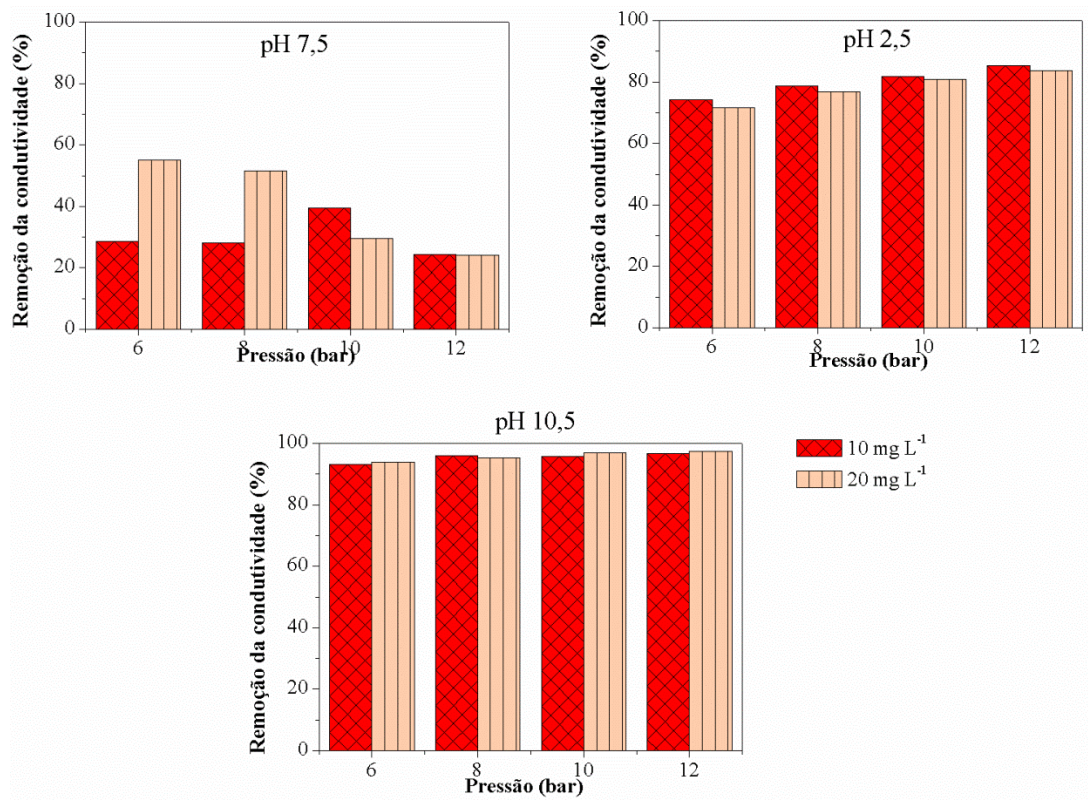 pH 7,5
Remoção da condutividade (%)
100
80
60
40
20
0
6 8 10 12
Pressão (bar)
pH 2,5
Remoção da condutividade (%)
100
80
60
40
20
0
6 8 10 12
Pressão (bar)
pH 10,5
Remoção da condutividade (%)
100
80
60
40
20
0
6 8 10 12
Pressão (bar)
10 mg L⁻¹
20 mg L⁻¹